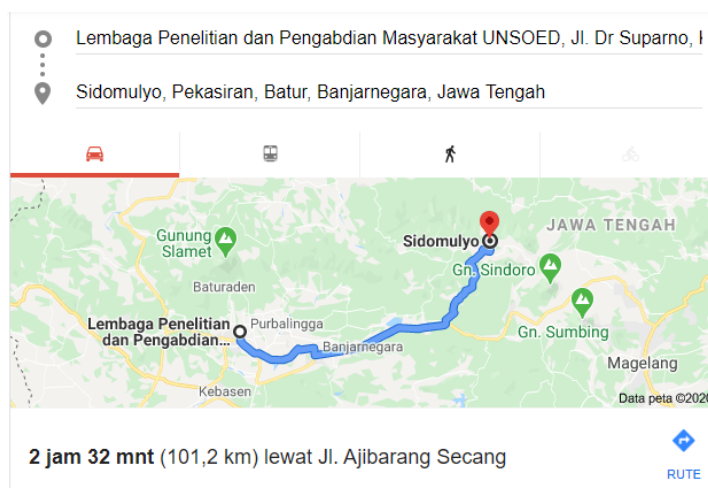 Lembaga Penelitian dan Pengabdian Masyarakat UNSOED, Jl. Dr Suparno,
Sidomulyo, Pekasiran, Batur, Banjarnegara, Jawa Tengah
Gunung
Slamet
Sidomulyo
JAWA TENGAH
Gn. Sindoro
Baturaden
Lembaga Penelitian
dan Pengabdian...
Purbalingga
Gn. Sumbing
Banjarnegara
Magelang
Kebasen
Data peta ©2020
2 jam 32 mnt (101,2 km) lewat Jl. Ajibarang Secang
RUTE